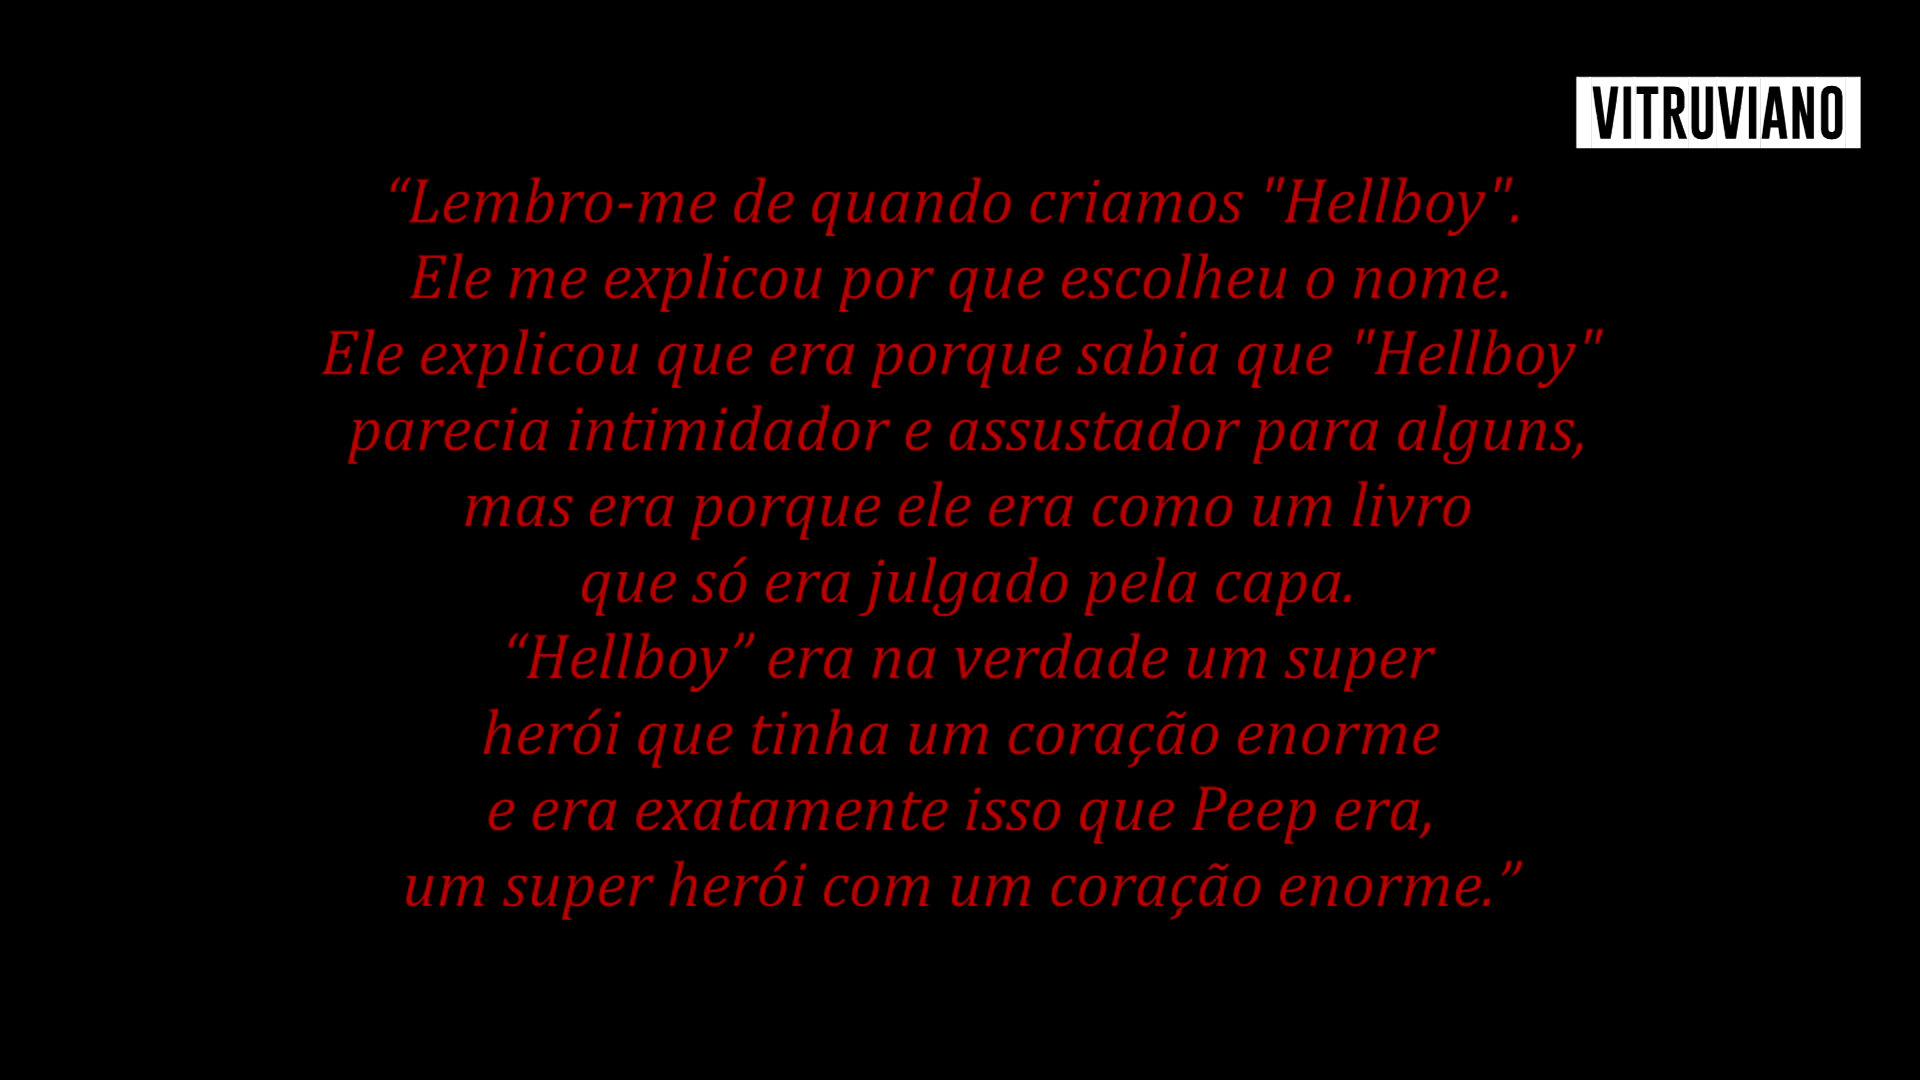 VITRUVIANO
“Lembro-me de quando criamos "Hellboy".
Ele me explicou por que escolheu o nome.
Ele explicou que era porque sabia que "Hellboy"
parecia intimidador e assustador para alguns,
mas era porque ele era como um livro
que só era julgado pela capa.
“Hellboy” era na verdade um super
herói que tinha um coração enorme
e era exatamente isso que Peep era,
um super herói com um coração enorme.”